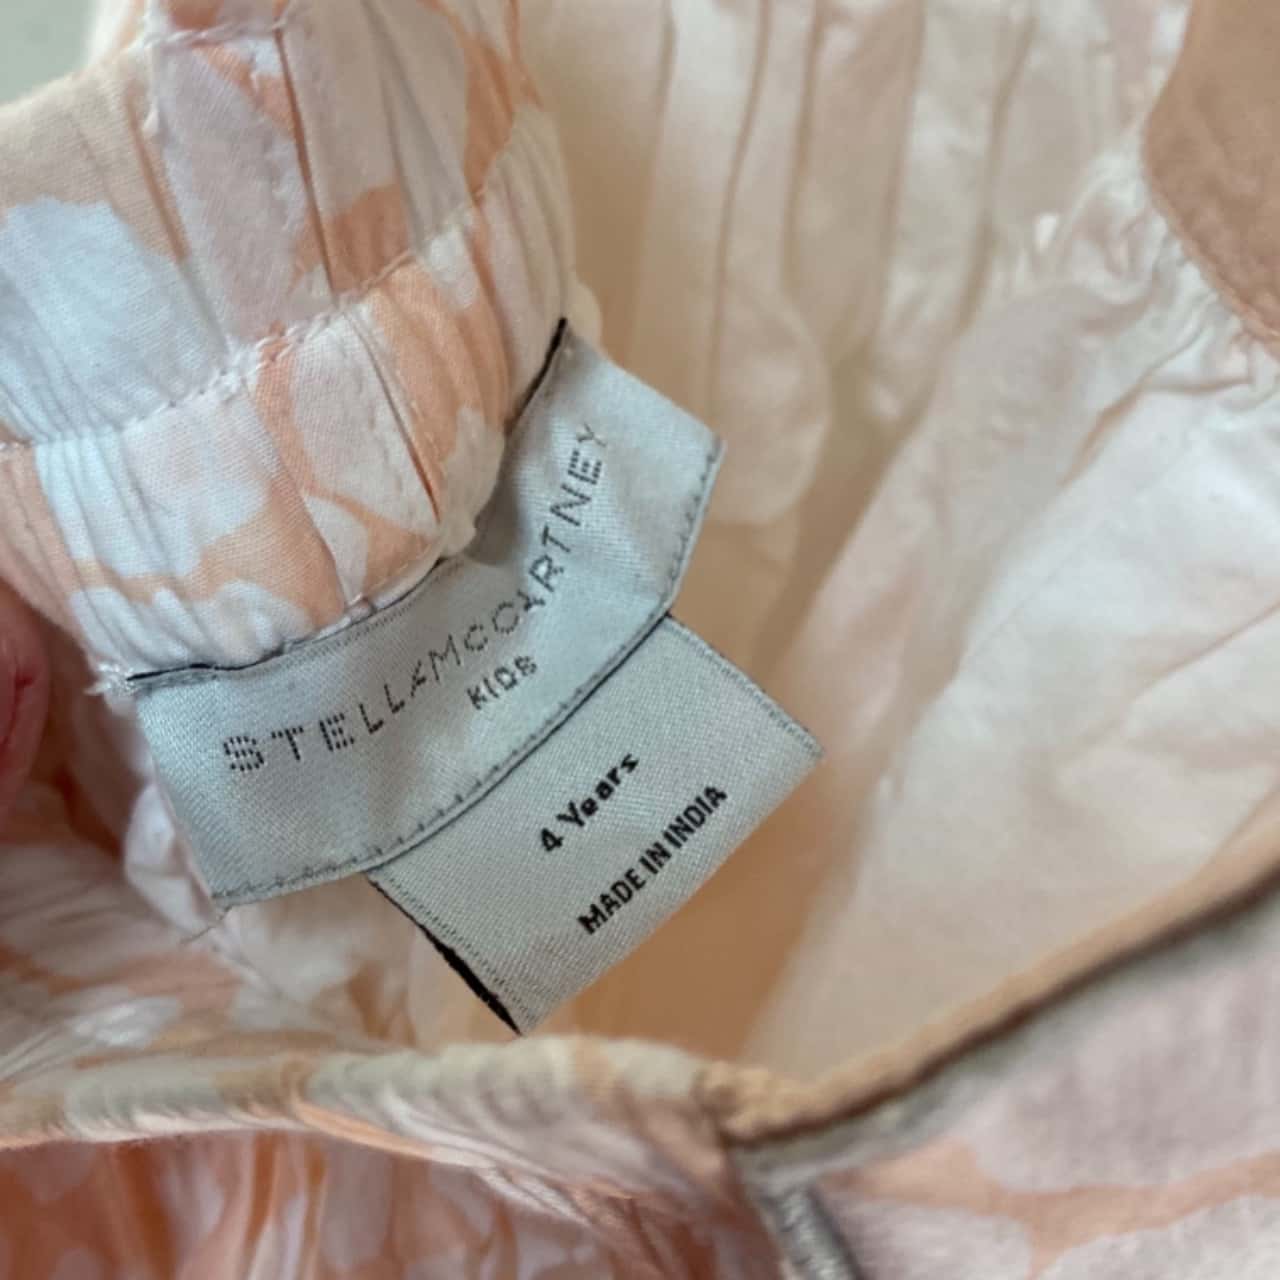 STELLAMCCARTNEY
KIDS
4 Years
MADE IN INDIA